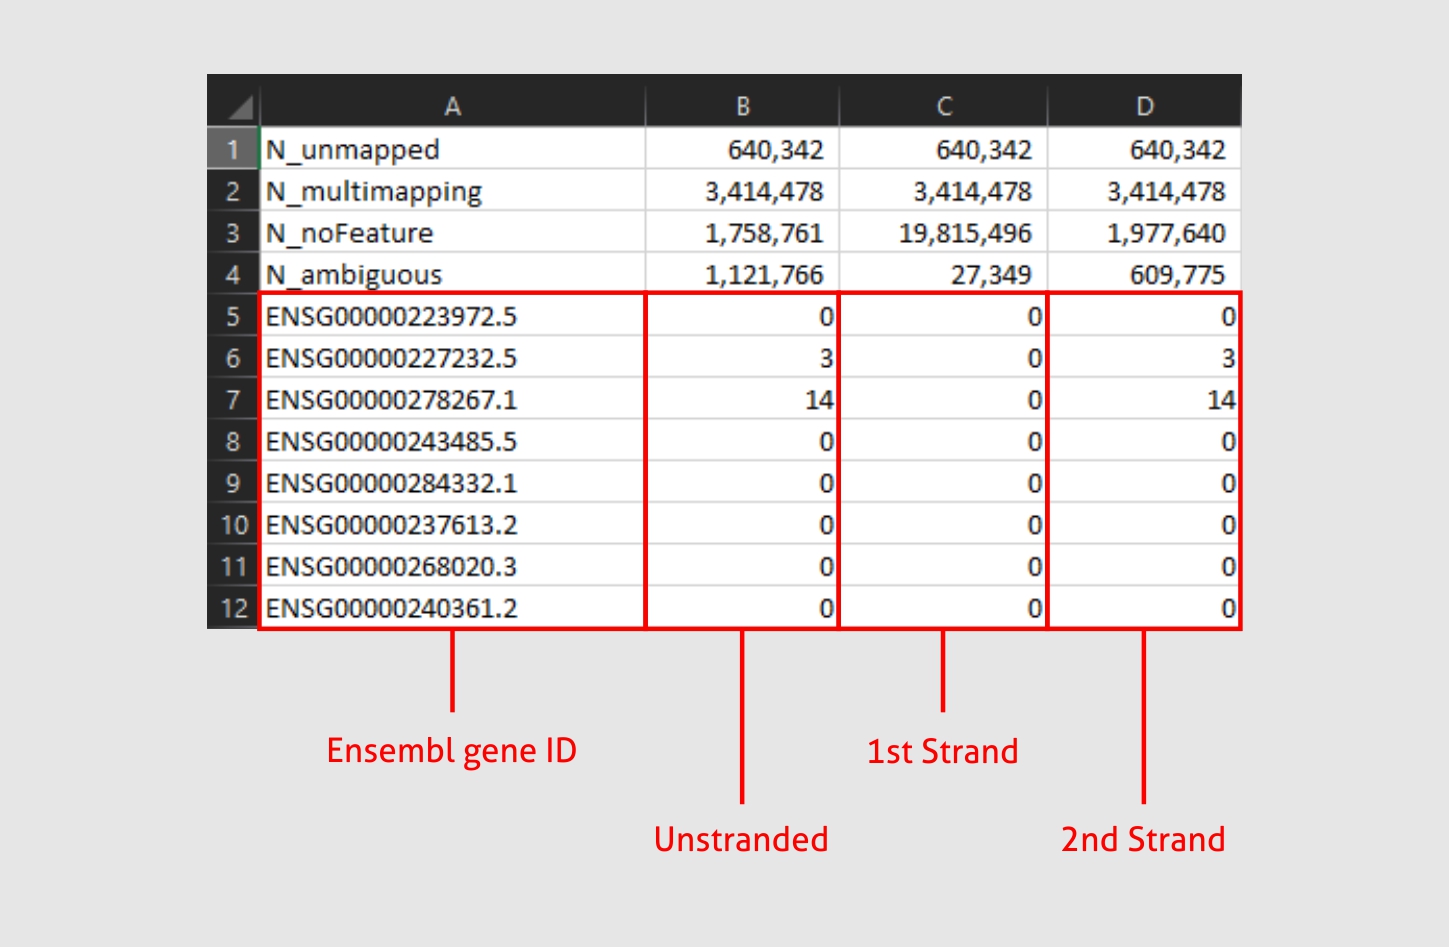 A B C D
1 N_unmapped 640,342 640,342 640,342
2 N_multimapping 3,414,478 3,414,478 3,414,478
3 N_noFeature 1,758,761 19,815,496 1,977,640
4 N_ambiguous 1,121,766 27,349 609,775
5 ENSG00000223972.5 0 0 0
6 ENSG00000227232.5 3 0 3
7 ENSG00000278267.1 14 0 14
8 ENSG00000243485.5 0 0 0
9 ENSG00000284332.1 0 0 0
10 ENSG00000237613.2 0 0 0
11 ENSG00000268020.3 0 0 0
12 ENSG00000240361.2 0 0 0
Ensembl gene ID 1st Strand
Unstranded 2nd Strand